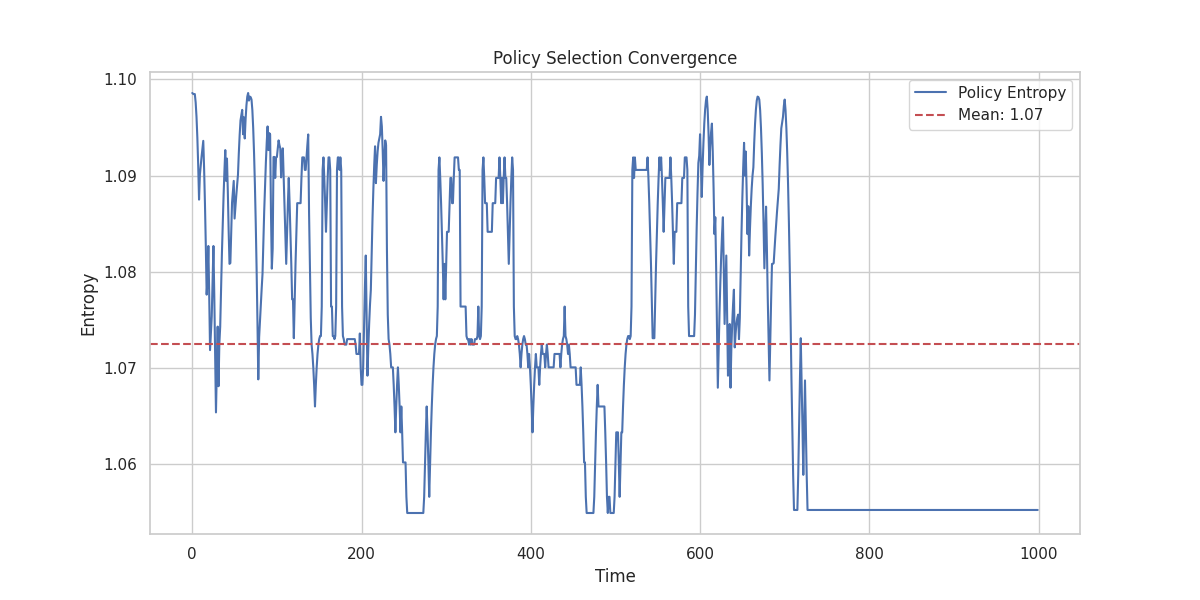 Policy Selection Convergence
Entropy
1.10
1.09
1.08
1.07
1.06
Policy Entropy
Mean: 1.07
0
200
400
600
800
1000
Time